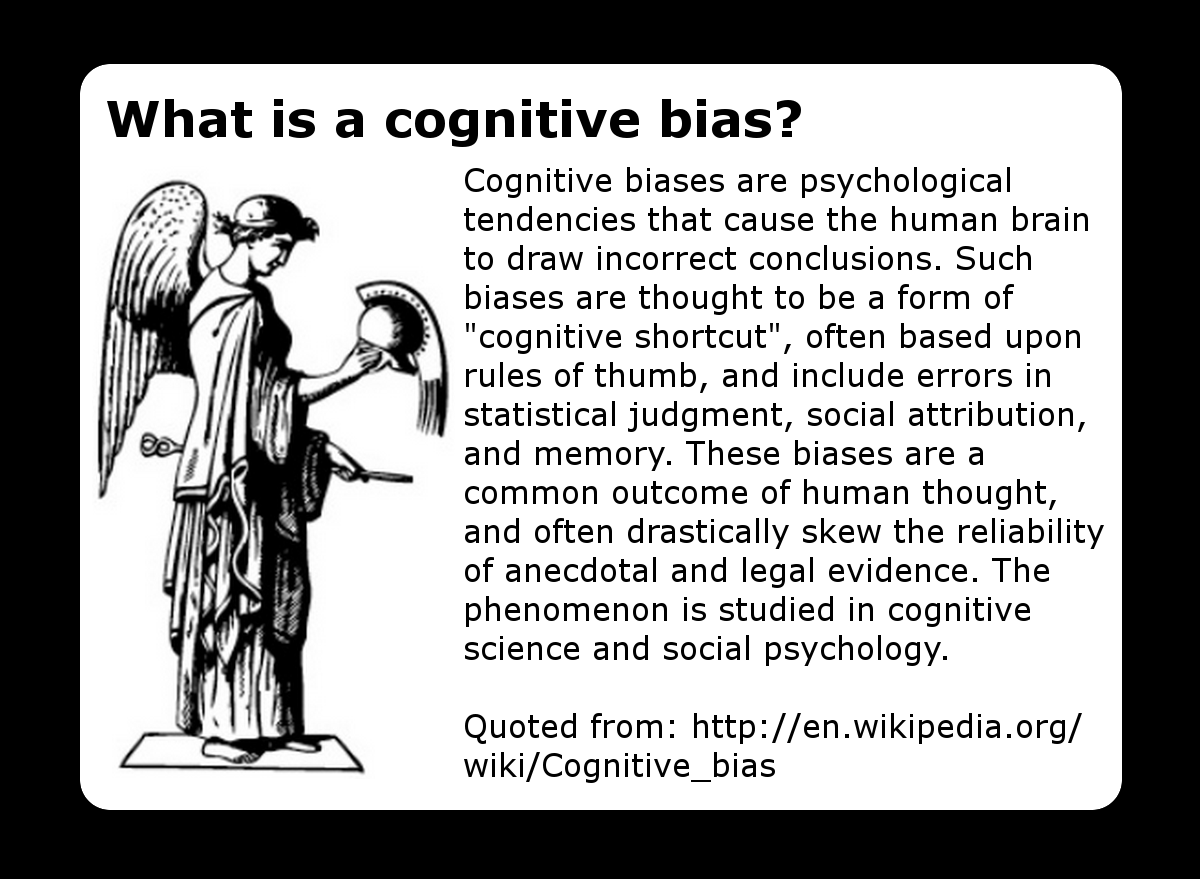 What is a cognitive bias?
Cognitive biases are psychological
tendencies that cause the human brain
to draw incorrect conclusions. Such
biases are thought to be a form of
"cognitive shortcut", often based upon
rules of thumb, and include errors in
statistical judgment, social attribution,
and memory. These biases are a
common outcome of human thought,
and often drastically skew the reliability
of anecdotal and legal evidence. The
phenomenon is studied in cognitive
science and social psychology.
Quoted from: http://en.wikipedia.org/
wiki/Cognitive_bias